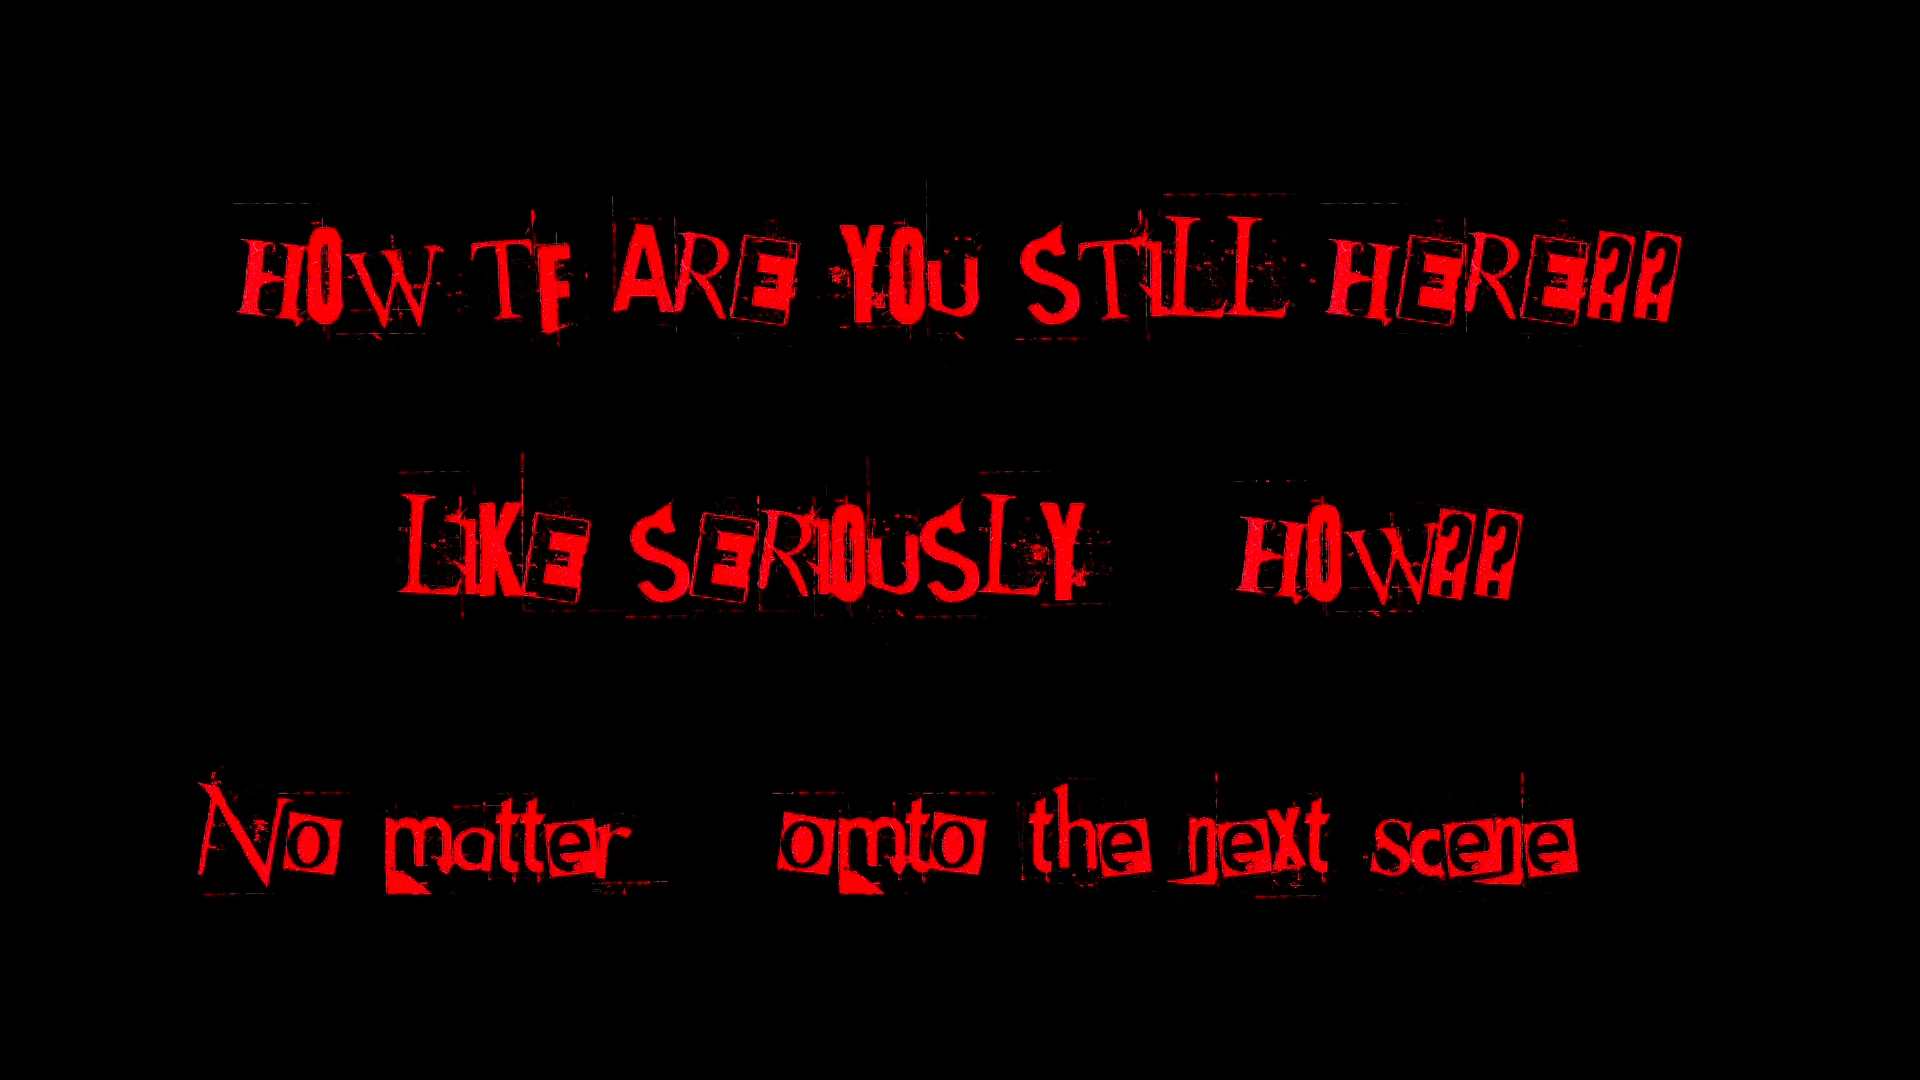 HOW TF ARE YOU STILL HERE??
LIKE SERIOUSLY HOW??
No matter omto the next scene